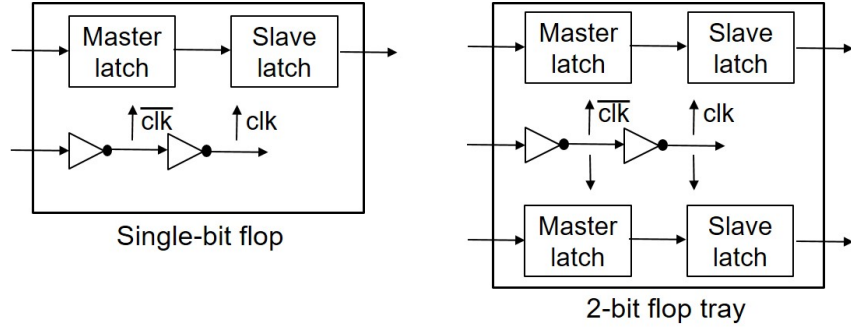 Master
latch
Slave
latch
clk
clk
Single-bit flop
Master
latch
Slave
latch
clk
clk
Master
latch
Slave
latch
2-bit flop tray